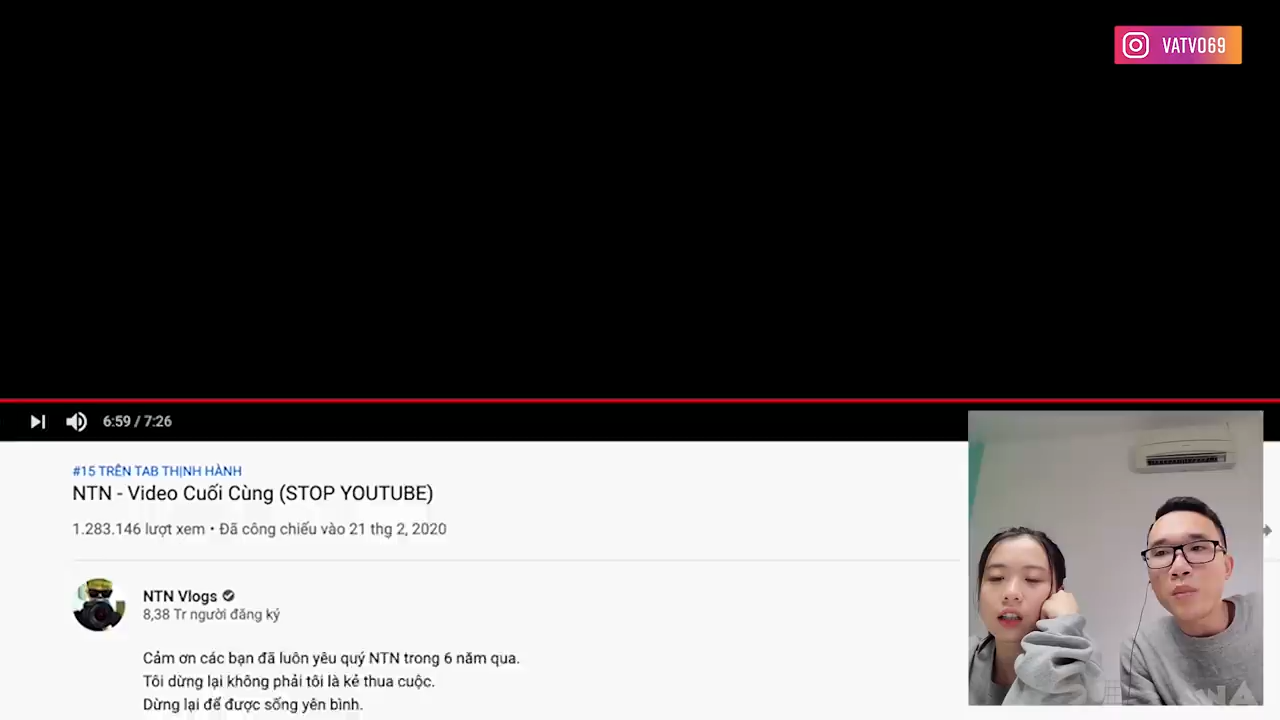 VATVO69
6:59 / 7:26
#15 TRÊN TAB THỊNH HÀNH
NTN - Video Cuối Cùng (STOP YOUTUBE)
1.283.146 lượt xem • Đã công chiếu vào 21 thg 2, 2020
NTN Vlogs
8,38 Tr người đăng ký
Cảm ơn các bạn đã luôn yêu quý NTN trong 6 năm qua.
Tôi dừng lại không phải tôi là kẻ thua cuộc.
Dừng lại để được sống yên bình.